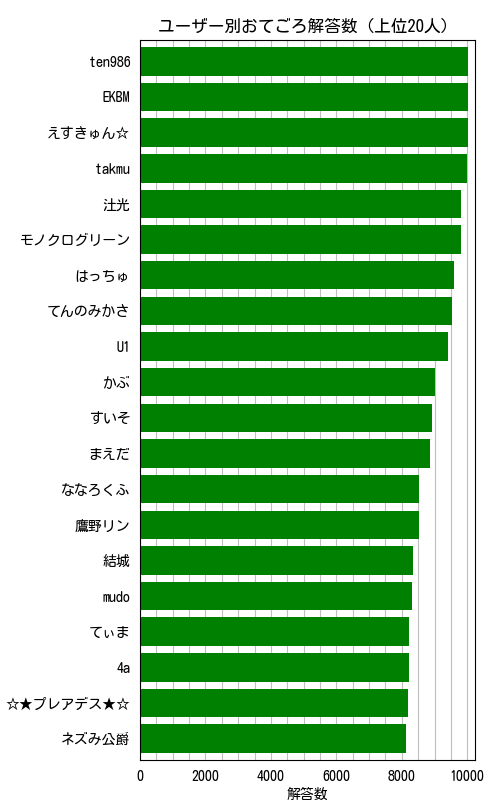 ユーザー別おてごろ解答数（上位20人）
ten986
EKBM
えすきゅん☆
takmu
汢光
モノクログリーン
はっちゅ
てんのみかさ
U1
かぶ
すいそ
まえだ
ななろくふ
鷹野リン
結城
mudo
てぃま
4a
☆★プレアデス★☆
ネズみ公爵
0 2000 4000 6000 8000 10000
解答数